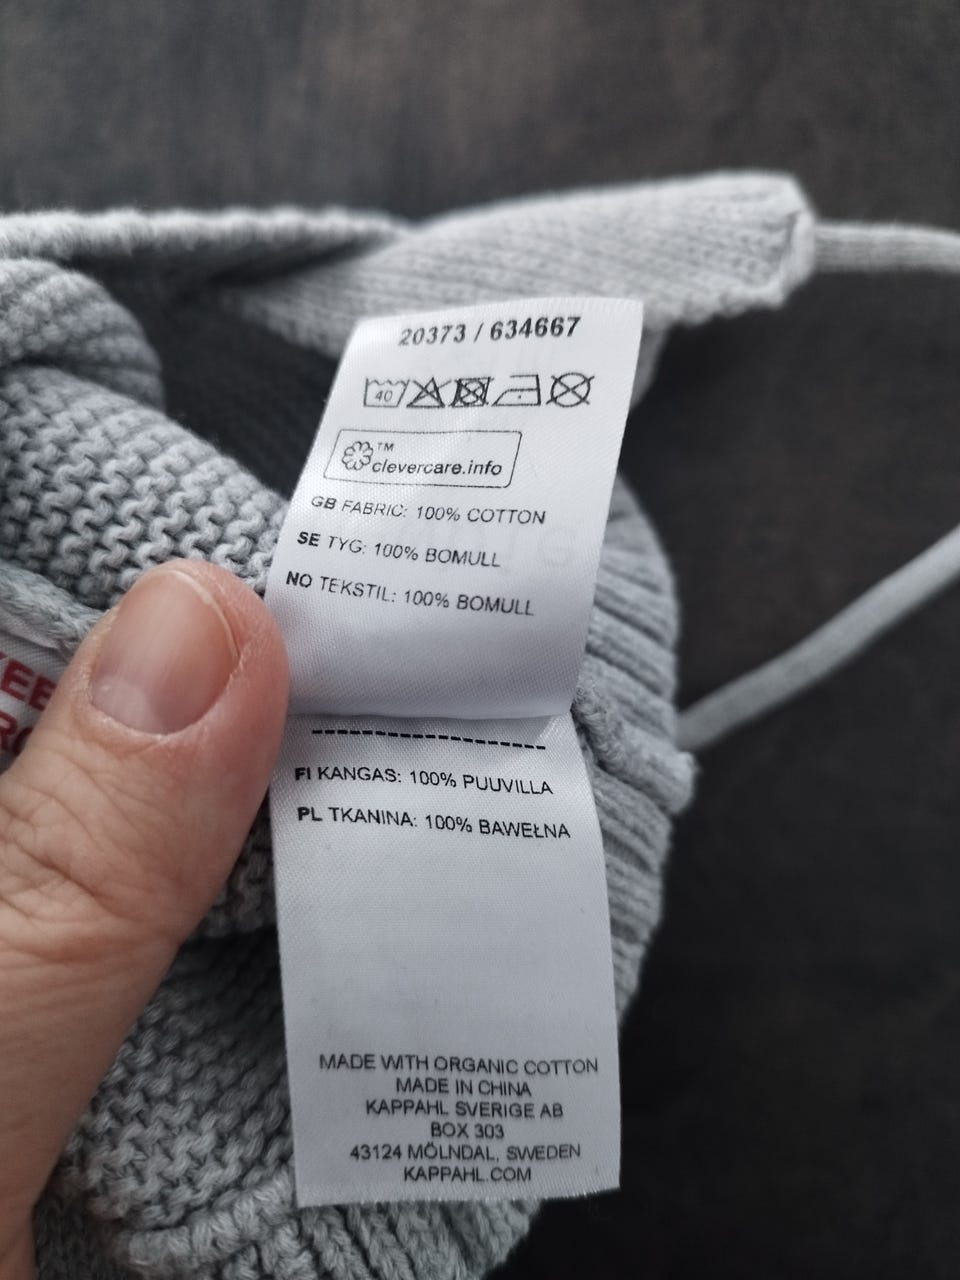 20373 / 634667
40
™
clevercare.info
GB FABRIC: 100% COTTON
SE TYG: 100% BOMULL
NO TEKSTIL: 100% BOMULL
FI KANGAS: 100% PUUVILLA
PL TKANINA: 100% BAWEŁNA
MADE WITH ORGANIC COTTON
MADE IN CHINA
KAPPAHL SVERIGE AB
BOX 303
43124 MÖLNDAL, SWEDEN
KAPPAHL.COM